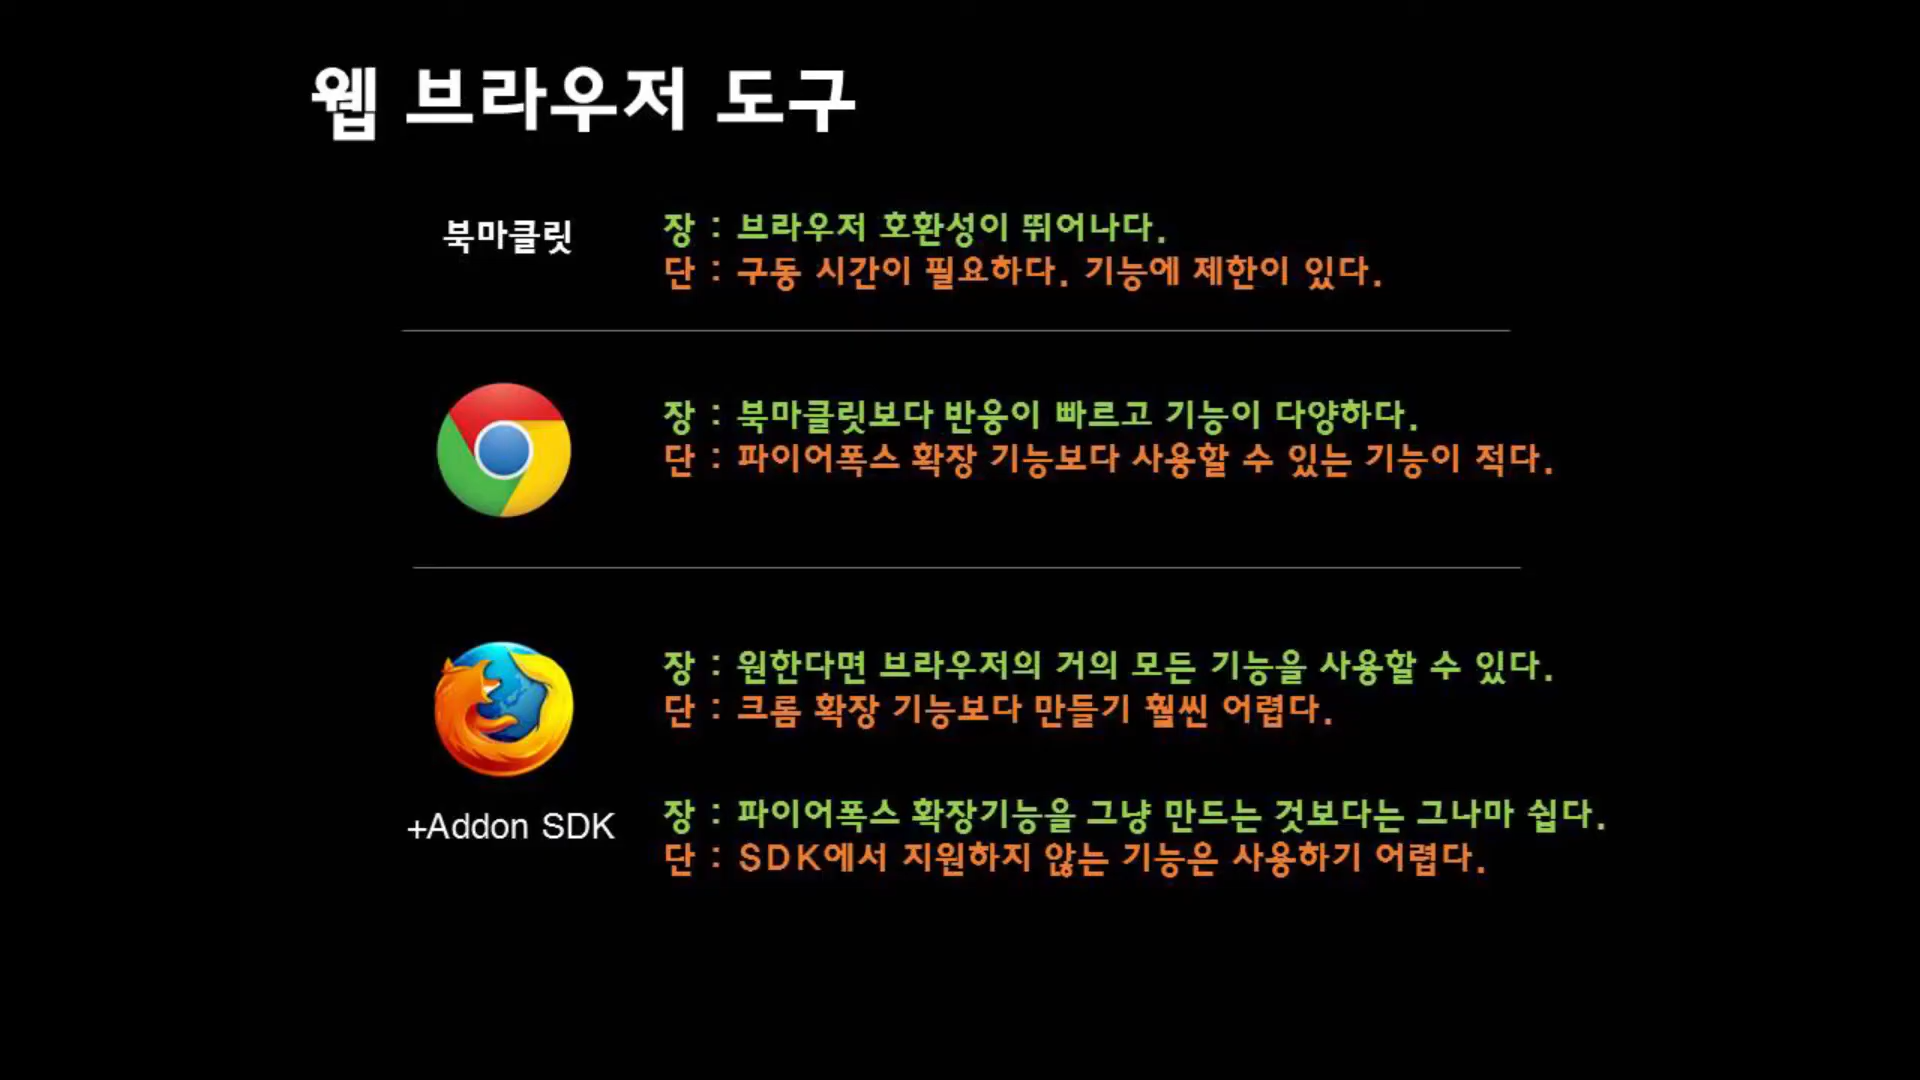 웹 브라우저 도구
북마클릿
장 : 브라우저 호환성이 뛰어나다.
단 : 구동 시간이 필요하다. 기능에 제한이 있다.
장 : 북마클릿보다 반응이 빠르고 기능이 다양하다.
단 : 파이어폭스 확장 기능보다 사용할 수 있는 기능이 적다.
장 : 원한다면 브라우저의 거의 모든 기능을 사용할 수 있다.
단 : 크롬 확장 기능보다 만들기 훨씬 어렵다.
+Addon SDK
장 : 파이어폭스 확장기능을 그냥 만드는 것보다는 그나마 쉽다.
단 : SDK에서 지원하지 않는 기능은 사용하기 어렵다.